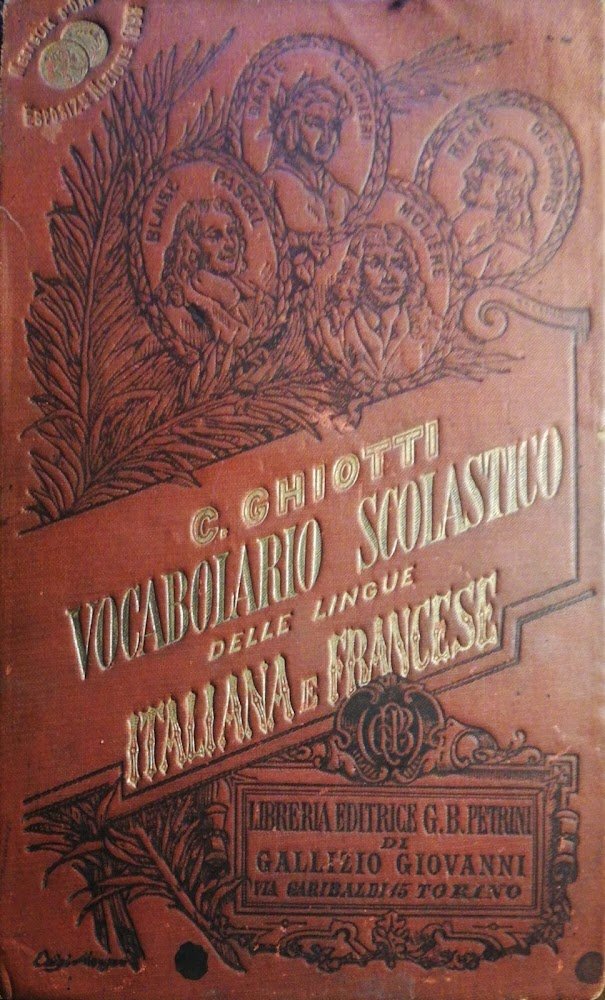 BLAISE PASCAL
DANTE ALIGHIERI
MOLIÈRE
RENÉ DESCARTES
C. GHIOTTI
VOCABOLARIO SCOLASTICO
DELLE LINGUE
ITALIANA E FRANCESE
LIBRERIA EDITRICE G. B. PETRINI
DI
GALLIZIO GIOVANNI
VIA GARIBALDI 15 TORINO